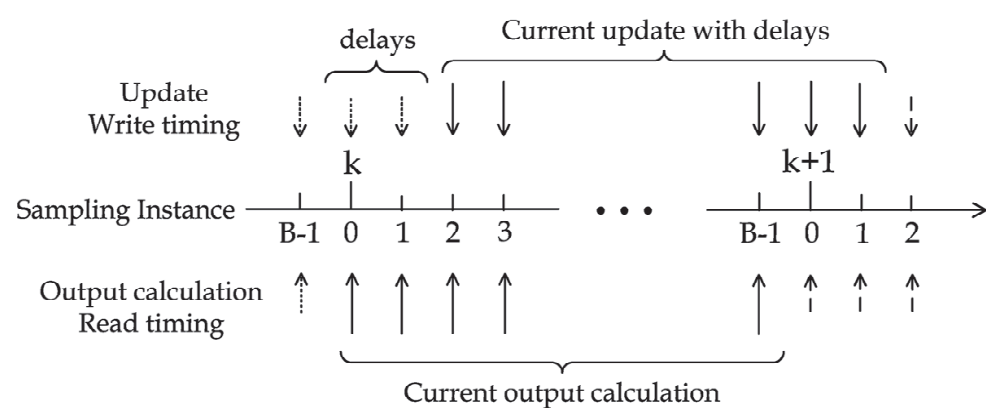 Current update with delays
delays
Update
Write timing
k
k+1
Sampling Instance
B-1 0 1 2 3 • • • B-1 0 1 2
Output calculation
Read timing
Current output calculation